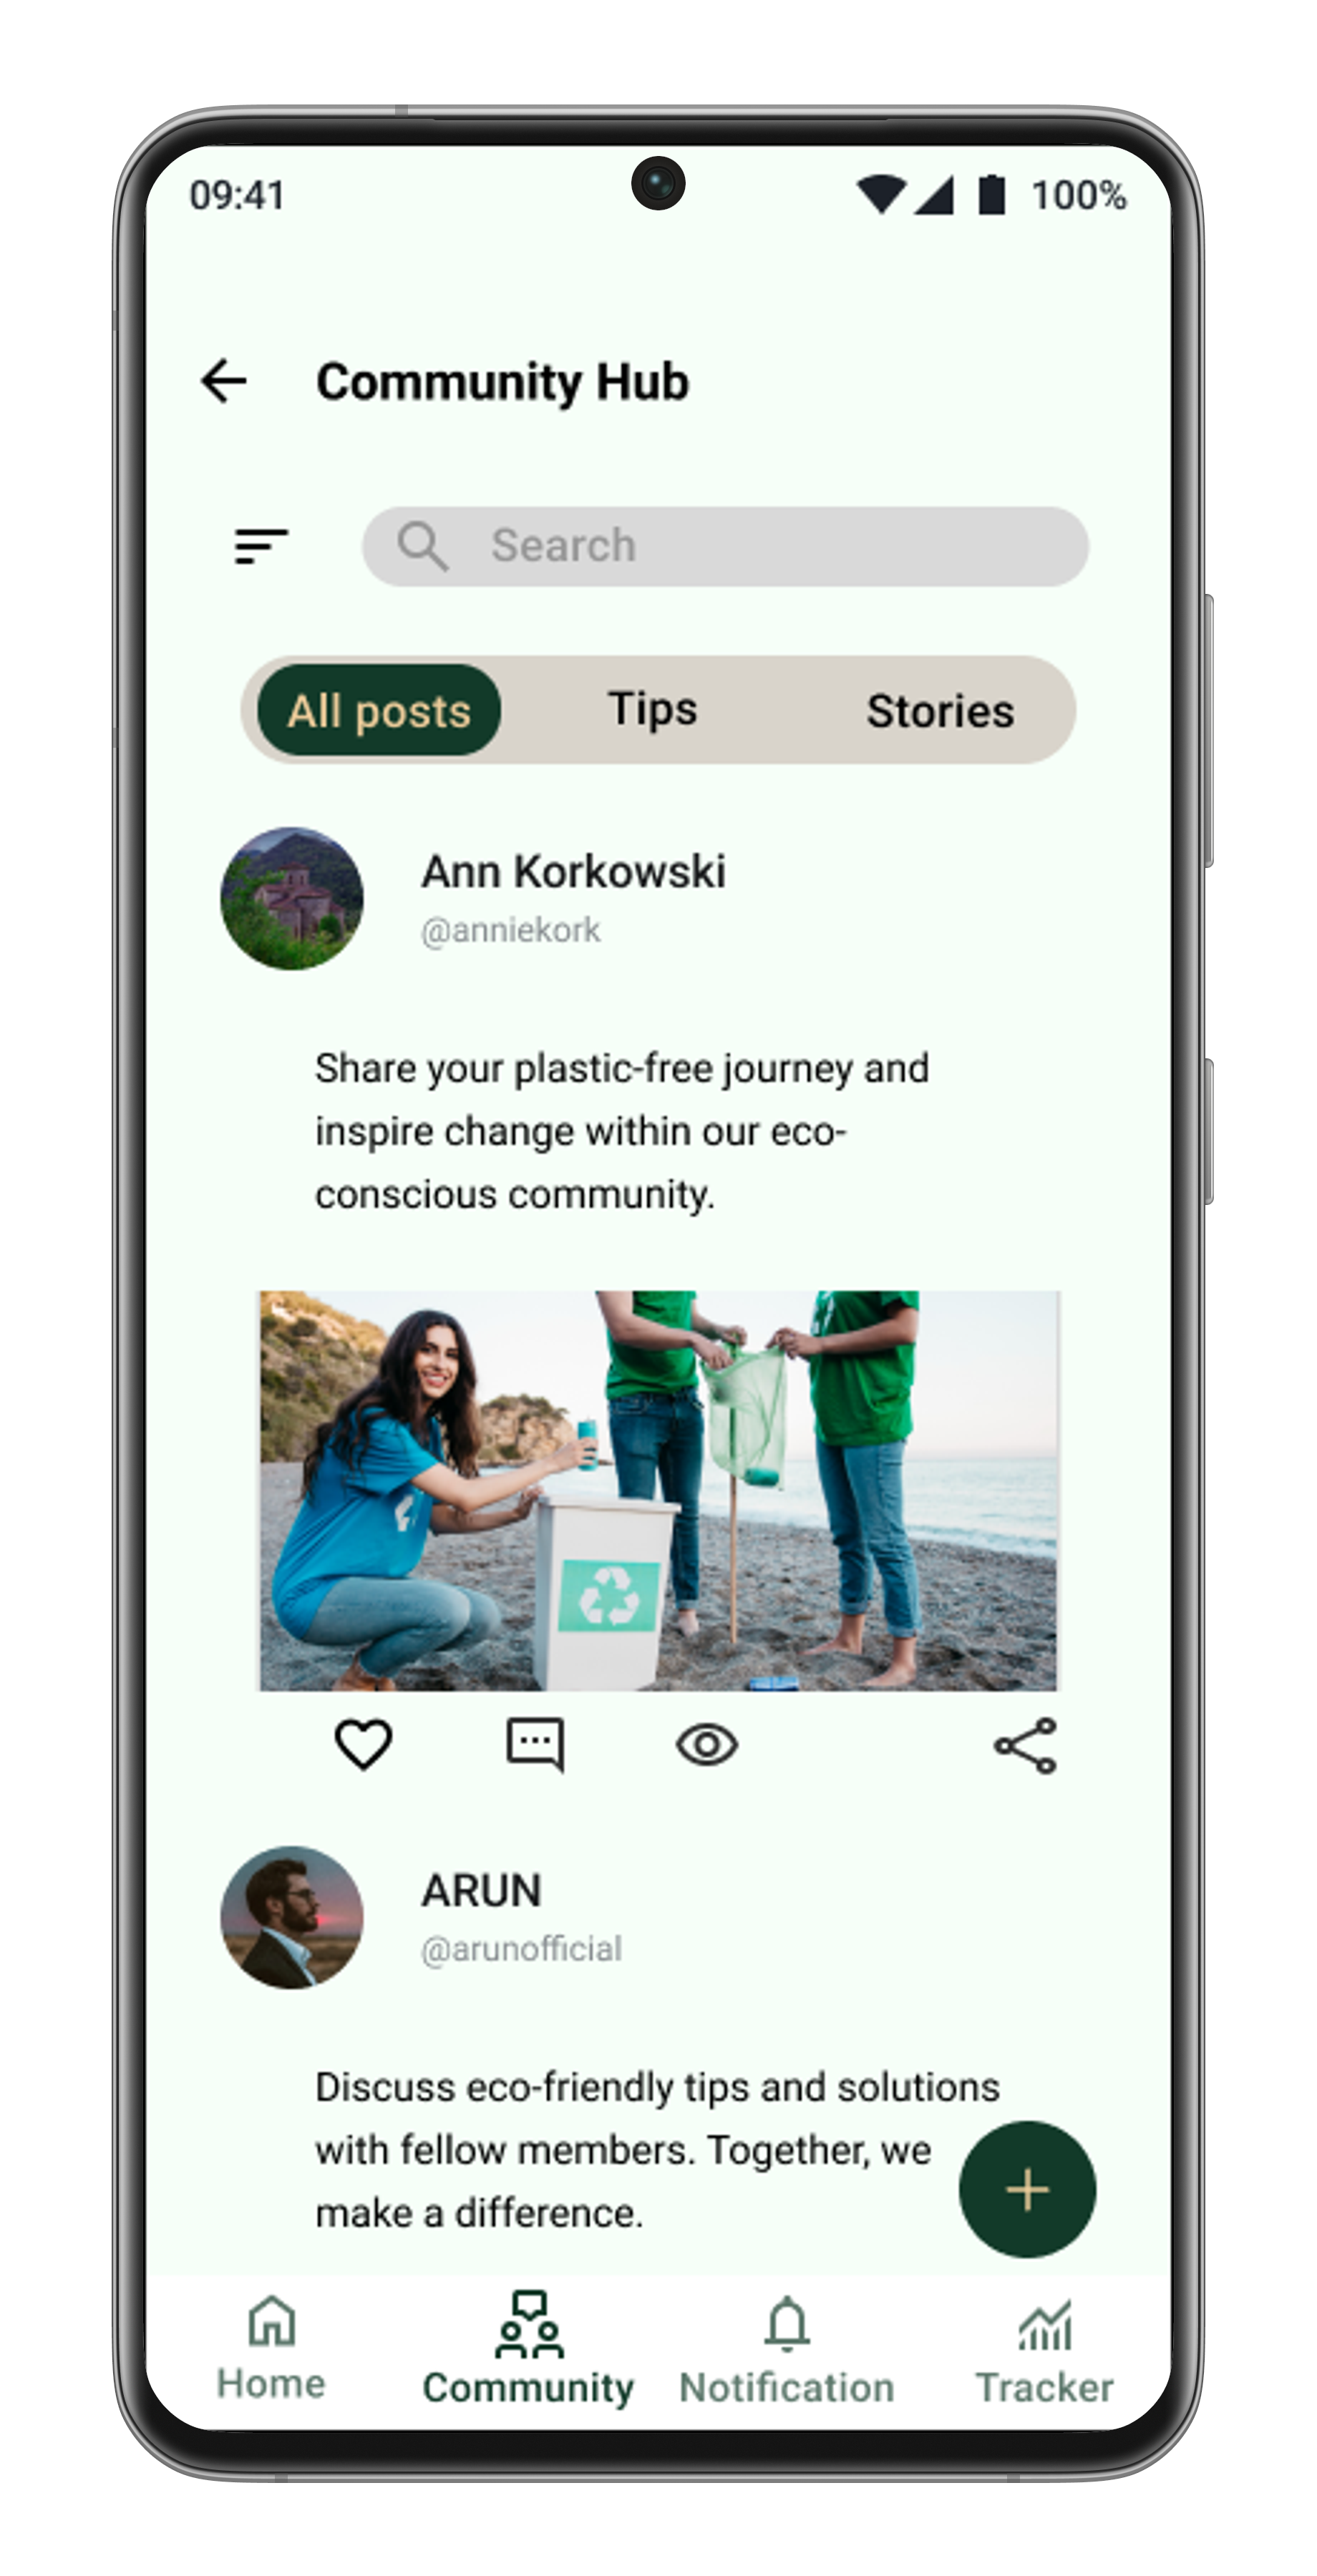 09:41
100%
Community Hub
Search
All posts
Tips
Stories
Ann Korkowski
@anniekork
Share your plastic-free journey and
inspire change within our eco-
conscious community.
ARUN
@arunofficial
Discuss eco-friendly tips and solutions
with fellow members. Together, we
make a difference.
Home
Community
Notification
Tracker